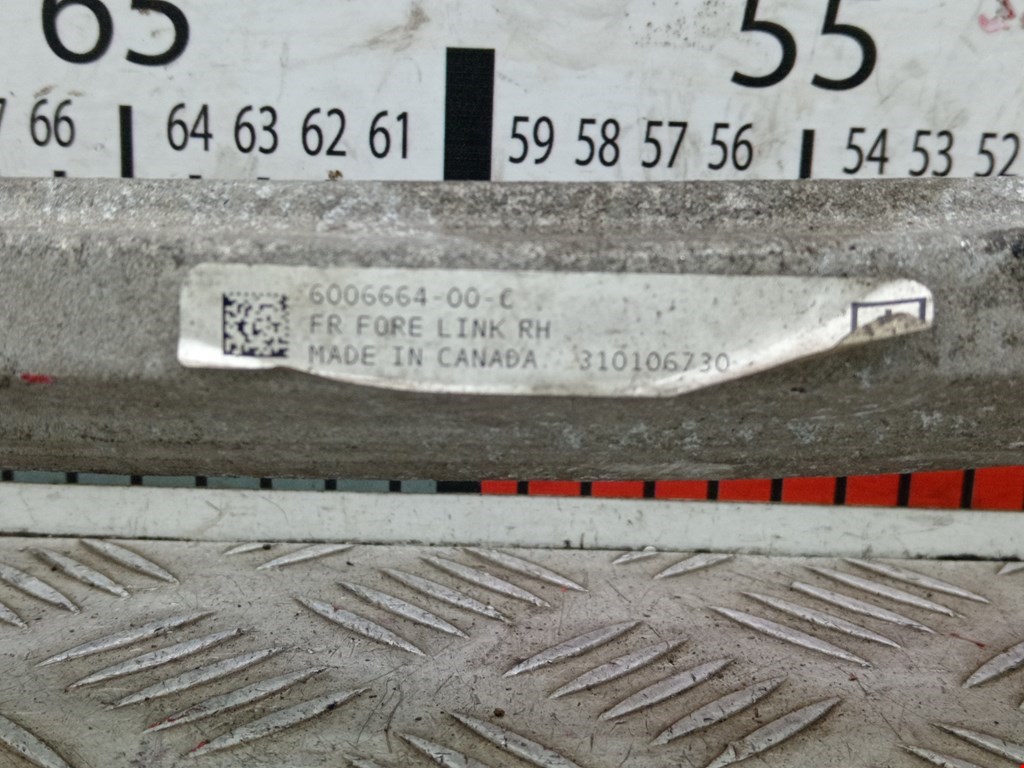 65 55
66 64 63 62 61 59 58 57 56 54 53 52
6006664-00-C
FR FORE LINK RH
MADE IN CANADA 310106730